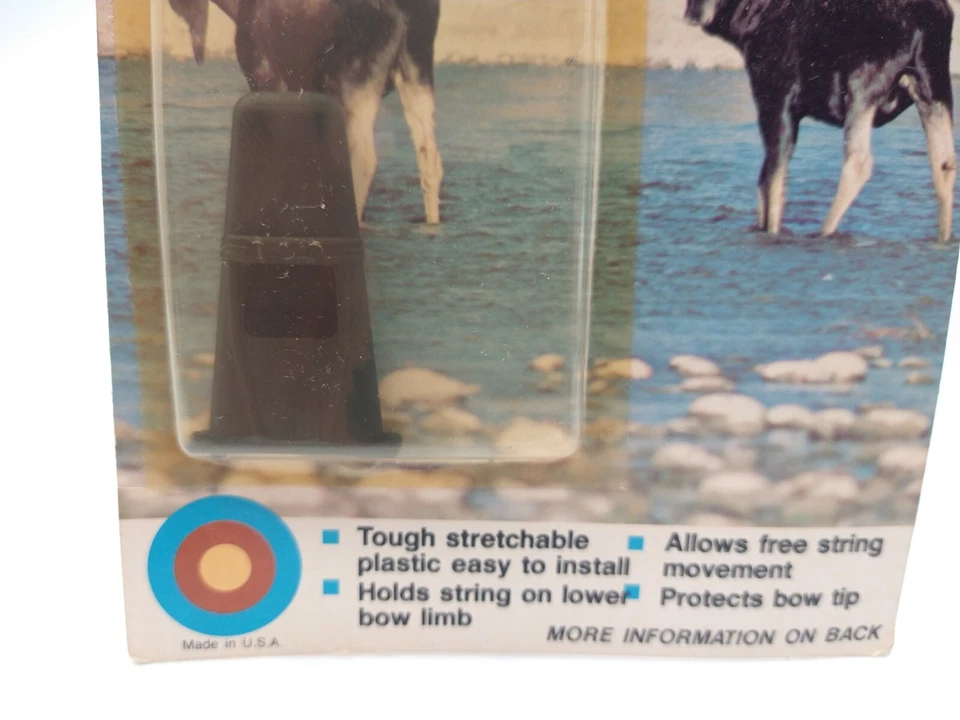 Tough stretchable
plastic easy to install
Holds string on lower
bow limb
Allows free string
movement
Protects bow tip
MORE INFORMATION ON BACK
Made in U.S.A